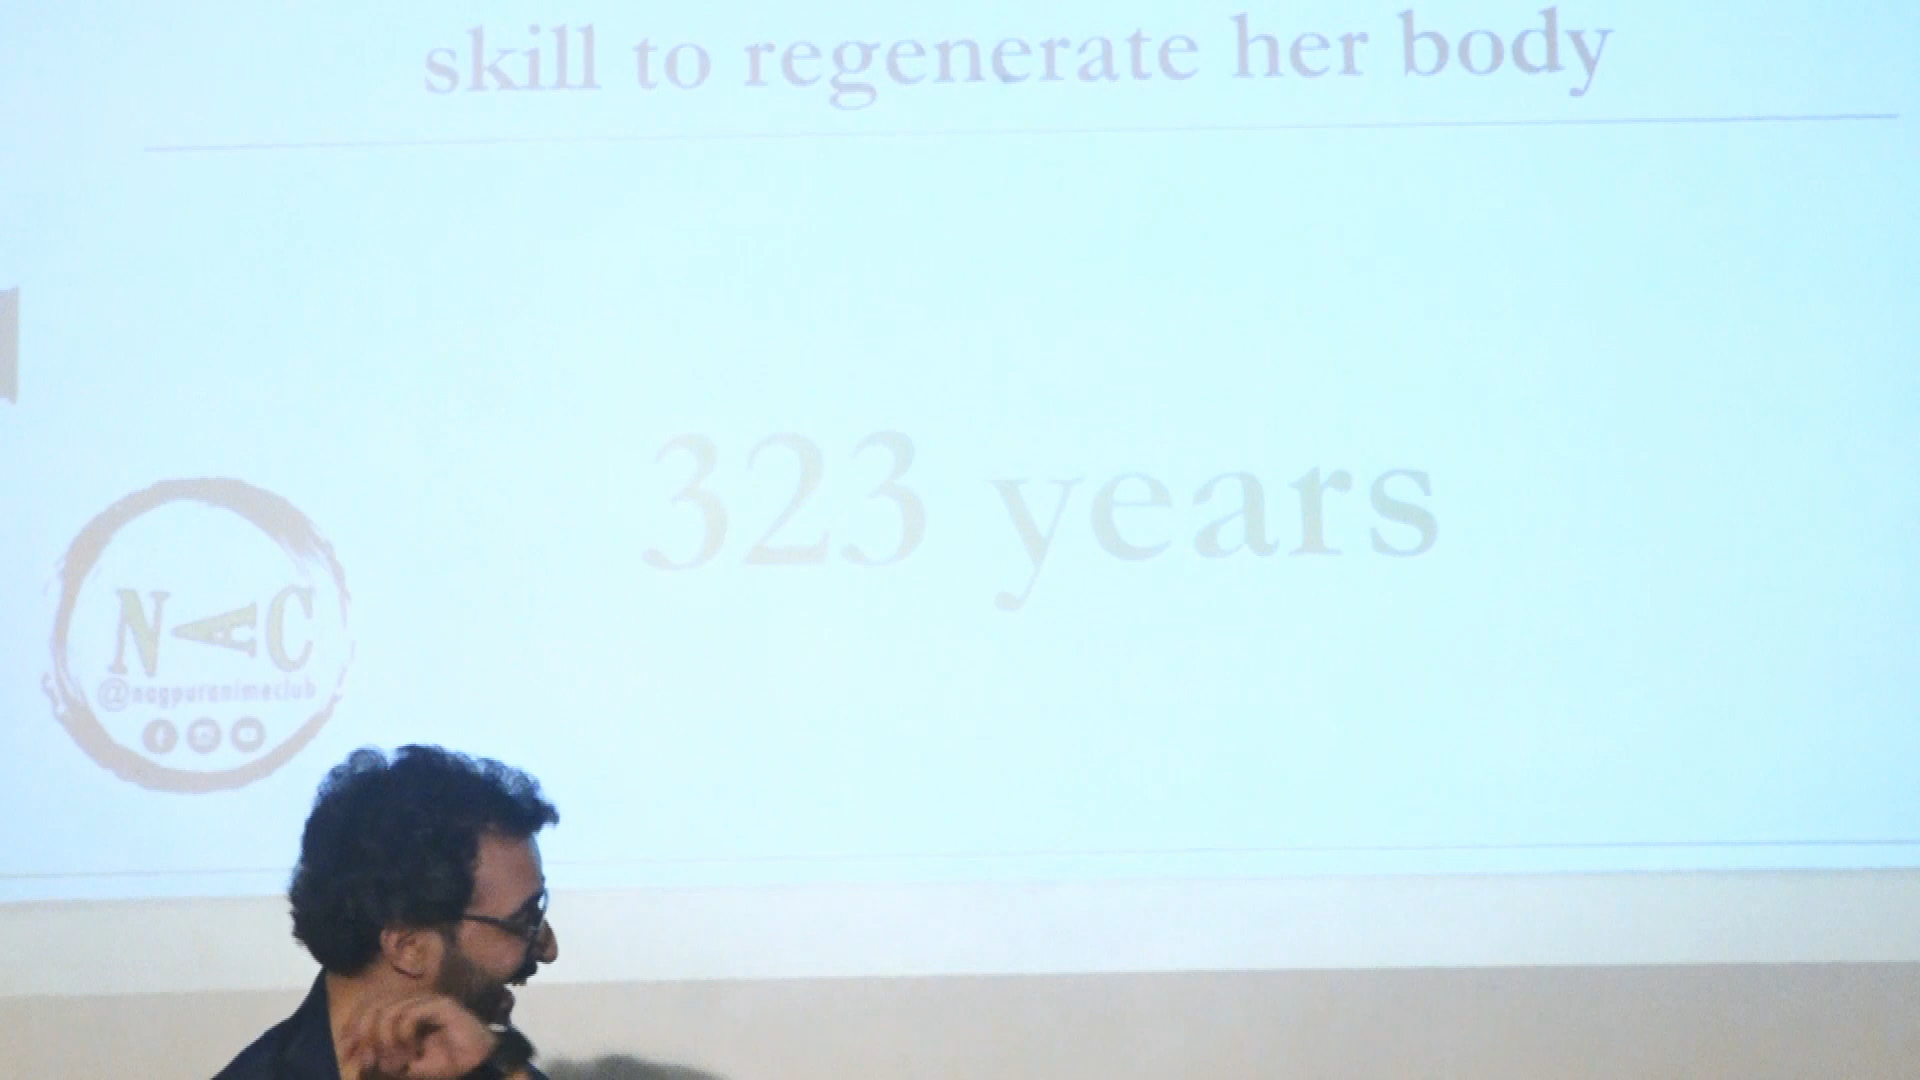 skill to regenerate her body
323 years
NAC
@nagpuranimeclub